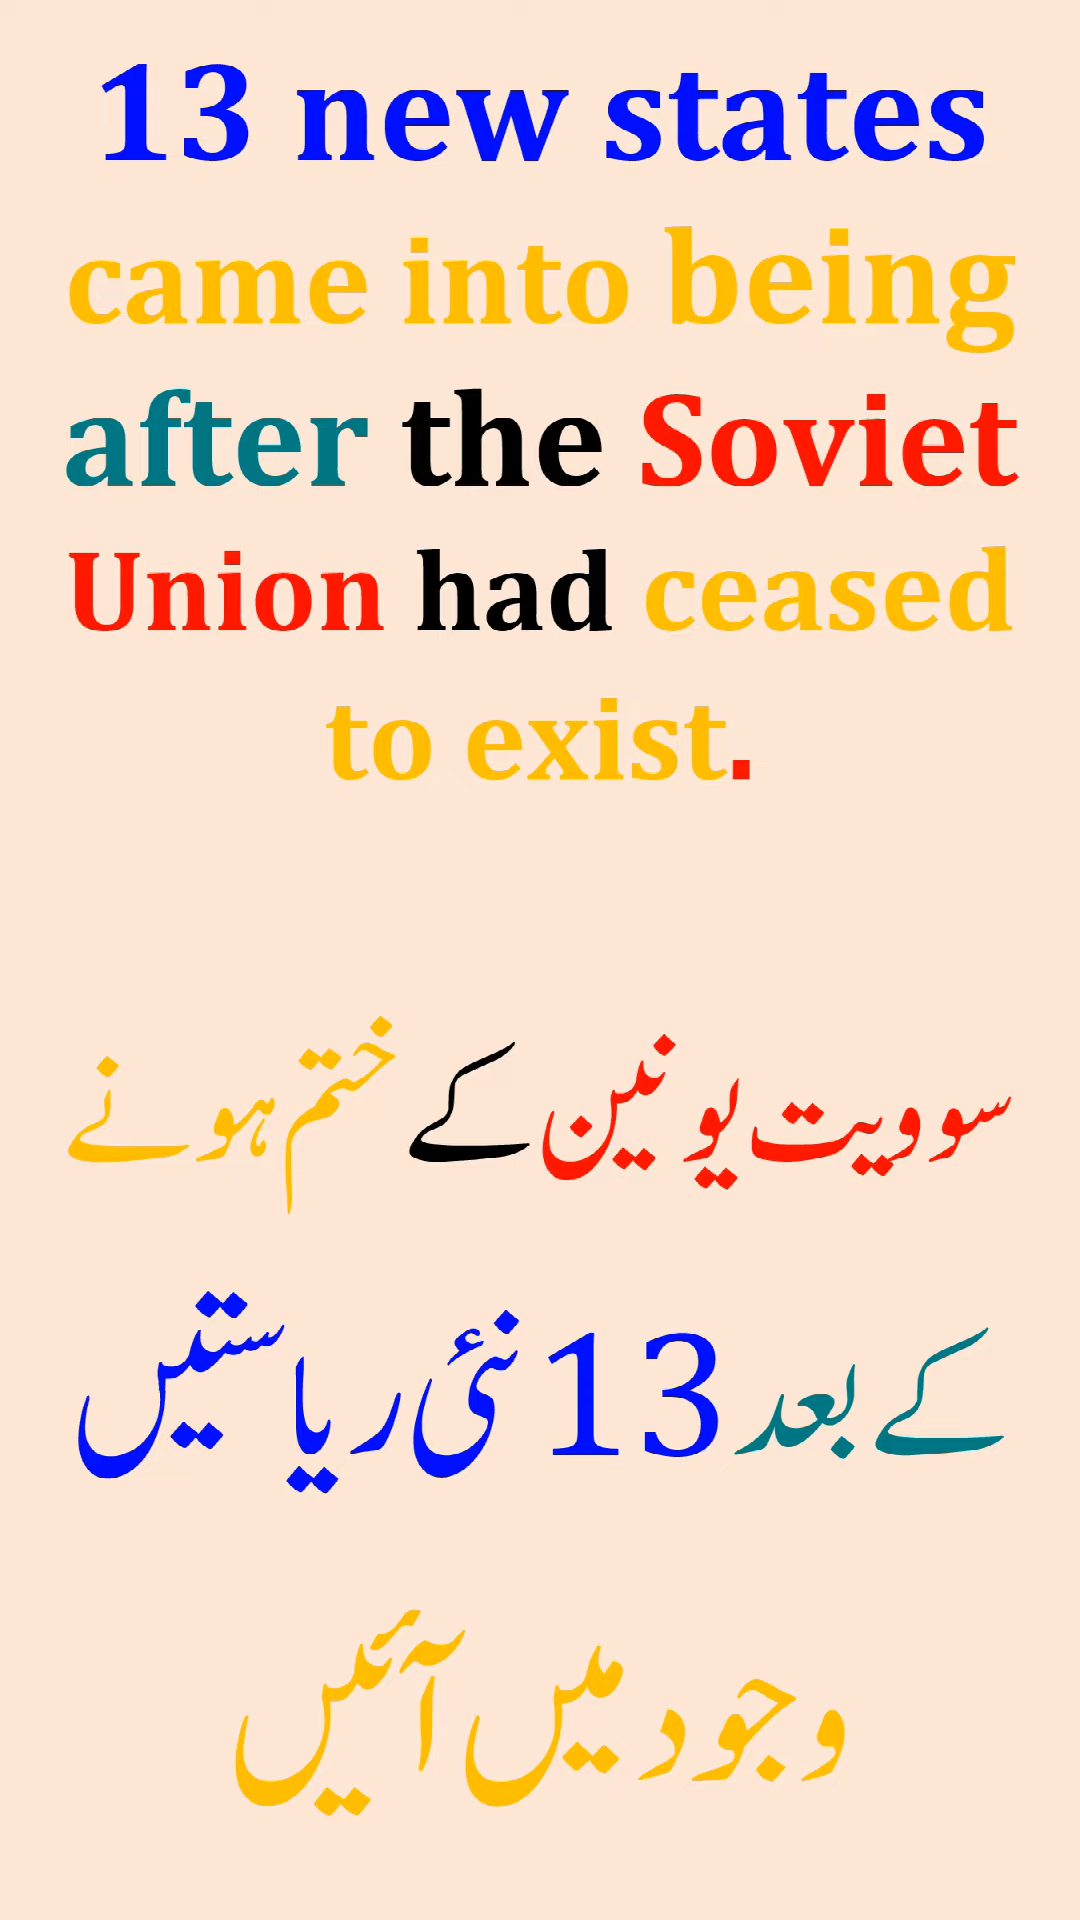 13 new states
came into being
after the Soviet
Union had ceased
to exist.
سوویت یونین کے ختم ہونے
کے بعد 13 نئی ریاستیں
وجود میں آئیں